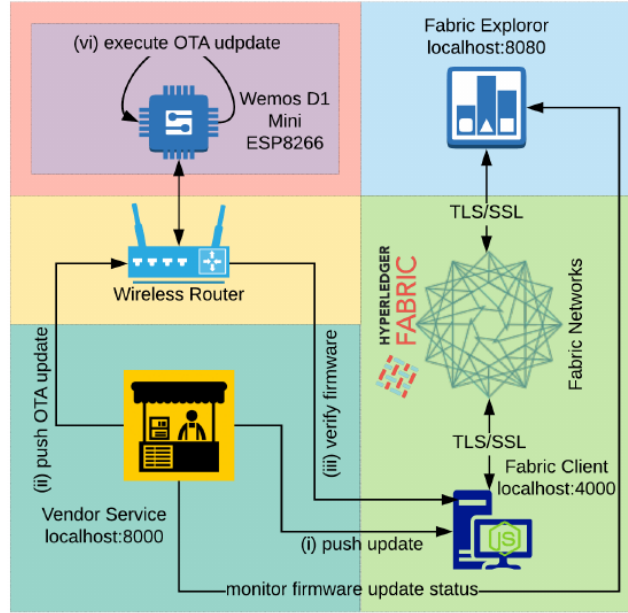 (vi) execute OTA udpdate
Wemos D1
Mini
ESP8266
Fabric Exploror
localhost:8080
TLS/SSL
Wireless Router
HYPERLEDGER
FABRIC
Fabric Networks
(ii) push OTA update
(iii) verify firmware
TLS/SSL
Fabric Client
localhost:4000
JS
Vendor Service
localhost:8000
(i) push update
monitor firmware update status